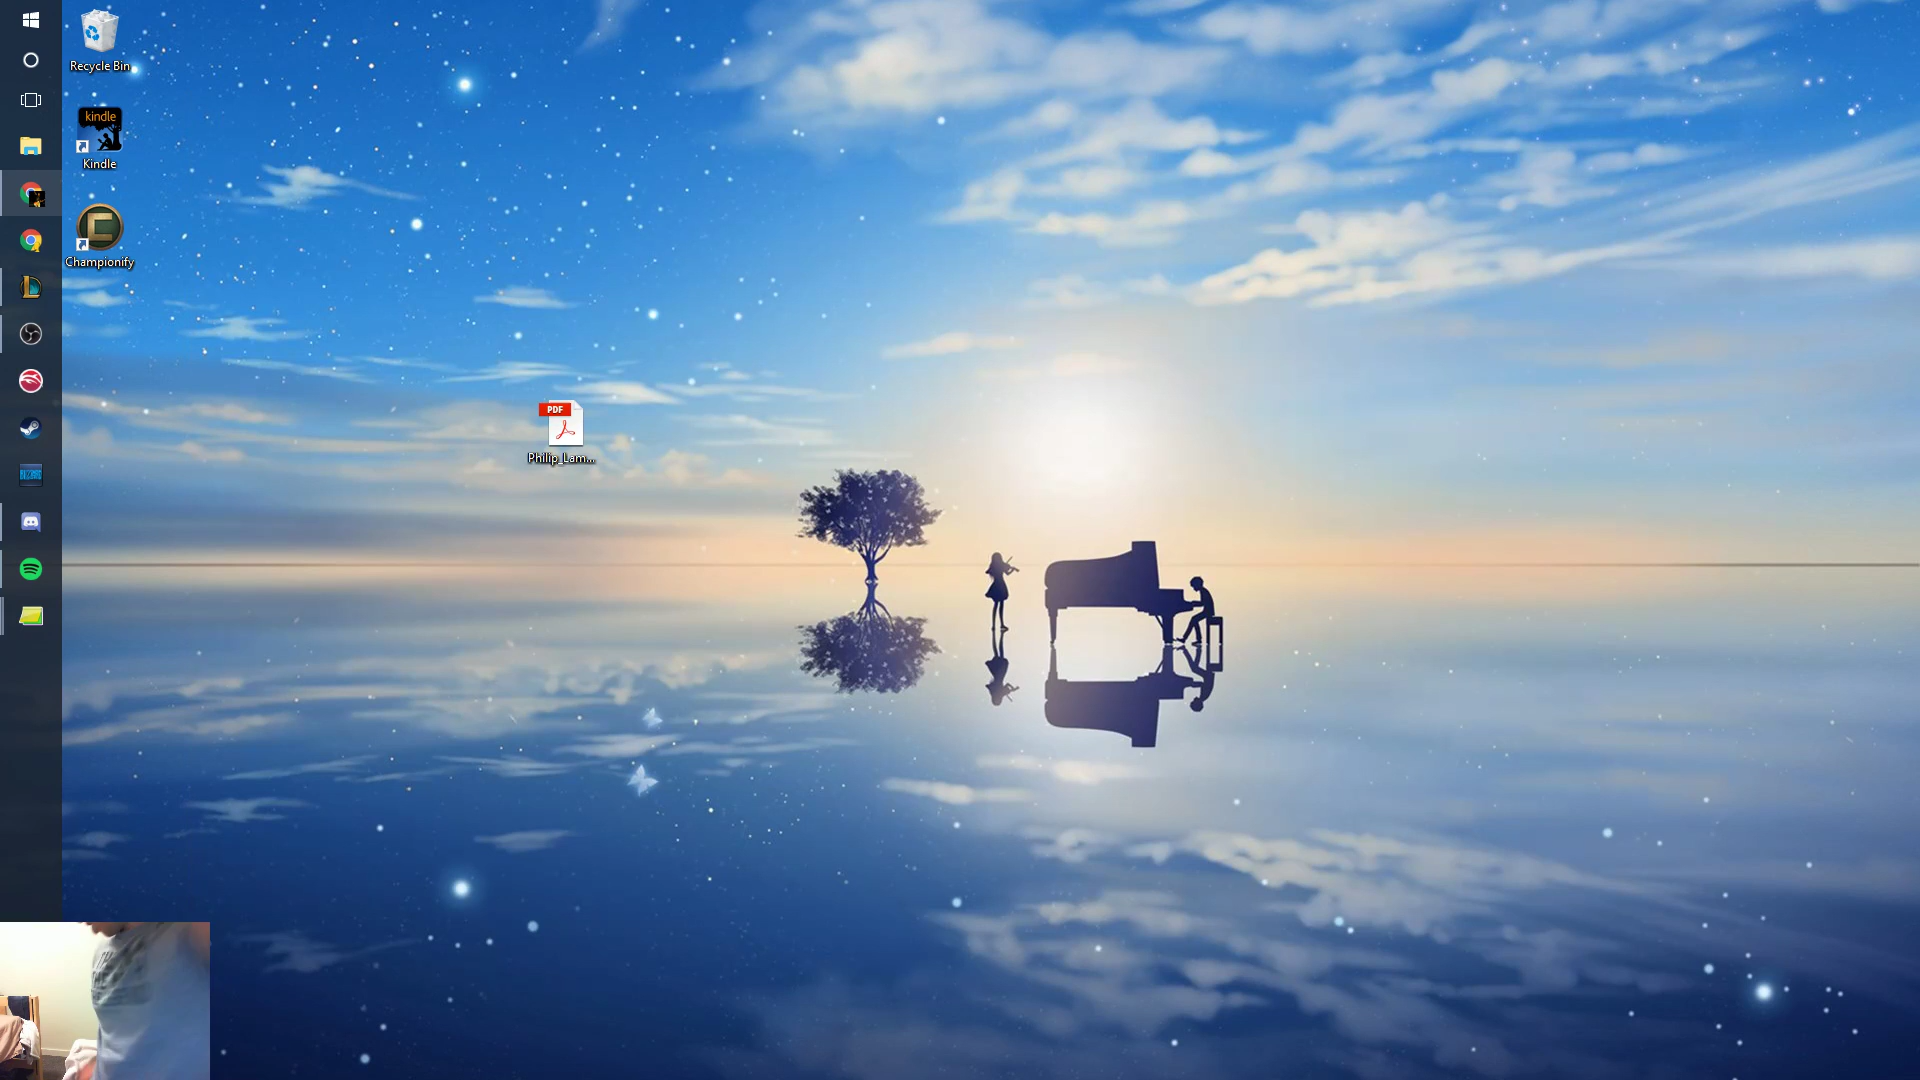 Recycle Bin
kindle
Kindle
Championify
PDF
Philip_Lam...